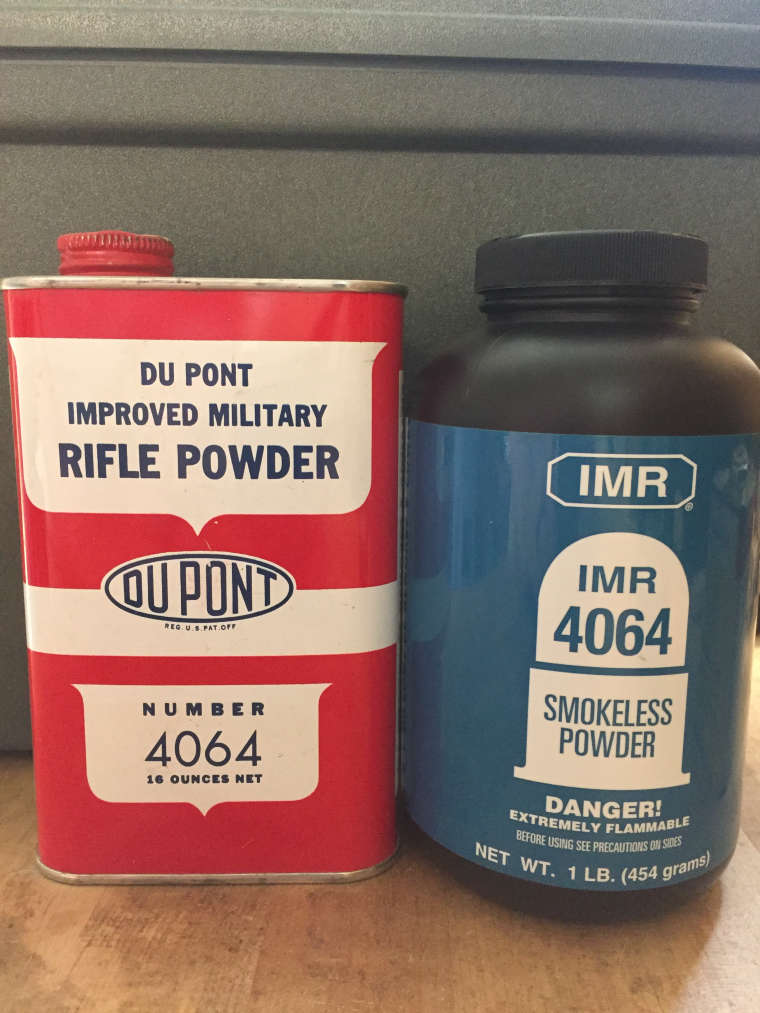 DU PONT
IMPROVED MILITARY
RIFLE POWDER
DU PONT
REG. U.S. PAT. OFF
NUMBER
4064
16 OUNCES NET
IMR®
IMR
4064
SMOKELESS
POWDER
DANGER!
EXTREMELY FLAMMABLE
BEFORE USING SEE PRECAUTIONS ON SIDES
NET WT. 1 LB. (454 grams)